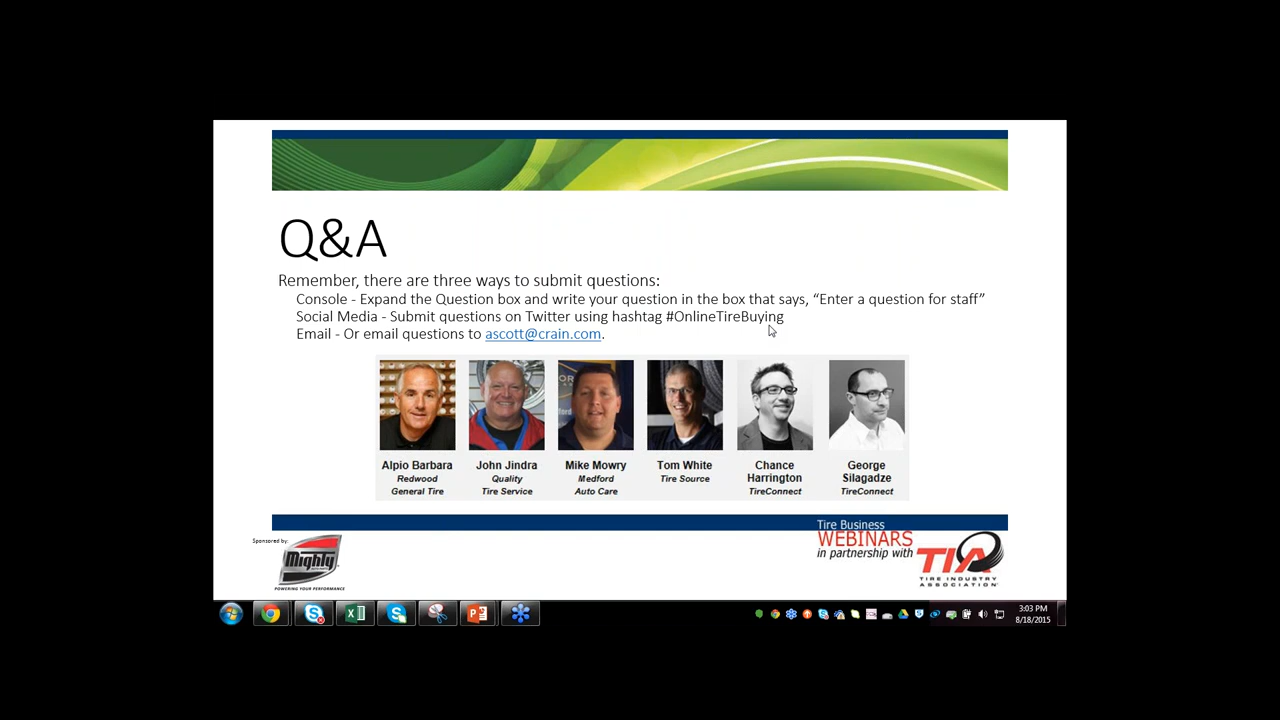 Q&A
Remember, there are three ways to submit questions:
Console - Expand the Question box and write your question in the box that says, “Enter a question for staff”
Social Media - Submit questions on Twitter using hashtag #OnlineTireBuying
Email - Or email questions to ascott@crain.com.
Alpio Barbara
Redwood
General Tire
John Jindra
Quality
Tire Service
Mike Mowry
Medford
Auto Care
Tom White
Tire Source
Chance
Harrington
TireConnect
George
Silagadze
TireConnect
Sponsored by:
Mighty
POWERING YOUR PERFORMANCE
Tire Business
WEBINARS
in partnership with
TIA
TIRE INDUSTRY
ASSOCIATION
3:03 PM
8/18/2015